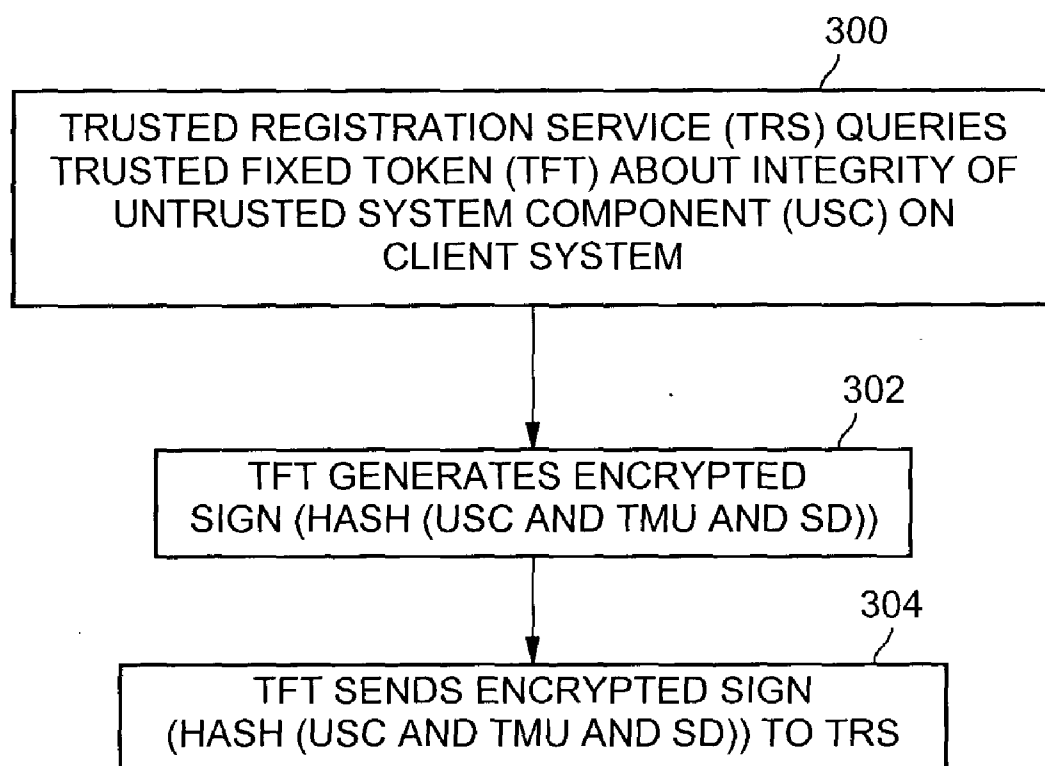 300
TRUSTED REGISTRATION SERVICE (TRS) QUERIES
TRUSTED FIXED TOKEN (TFT) ABOUT INTEGRITY OF
UNTRUSTED SYSTEM COMPONENT (USC) ON
CLIENT SYSTEM
302
TFT GENERATES ENCRYPTED
SIGN (HASH (USC AND TMU AND SD))
304
TFT SENDS ENCRYPTED SIGN
(HASH (USC AND TMU AND SD)) TO TRS